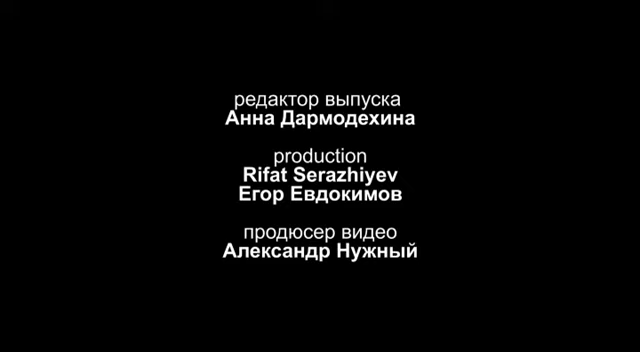 редактор выпуска
Анна Дармодехина
production
Rifat Serazhiyev
Егор Евдокимов
продюсер видео
Александр Нужный